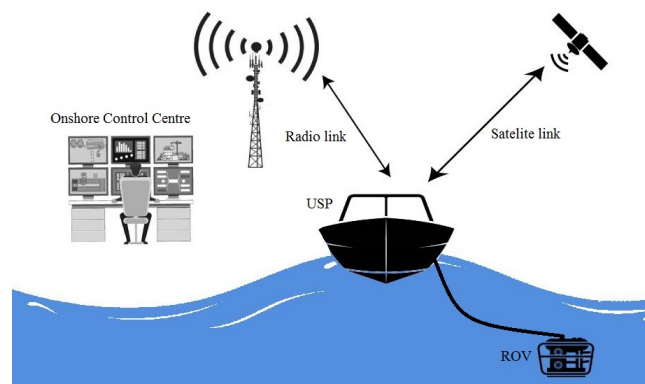 Onshore Control Centre
Radio link
Satelite link
USP
ROV